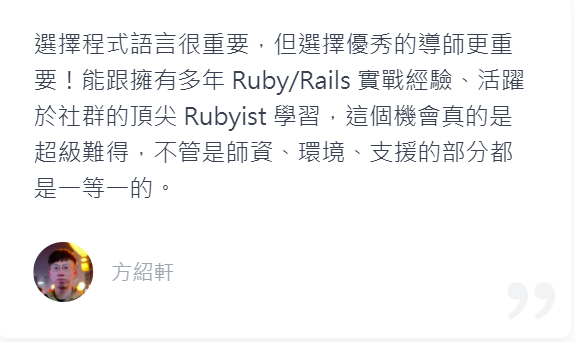 選擇程式語言很重要，但選擇優秀的導師更重
要！能跟擁有多年 Ruby/Rails 實戰經驗、活躍
於社群的頂尖 Rubyist 學習，這個機會真的是
超級難得，不管是師資、環境、支援的部分都
是一等一的。
方紹軒
”